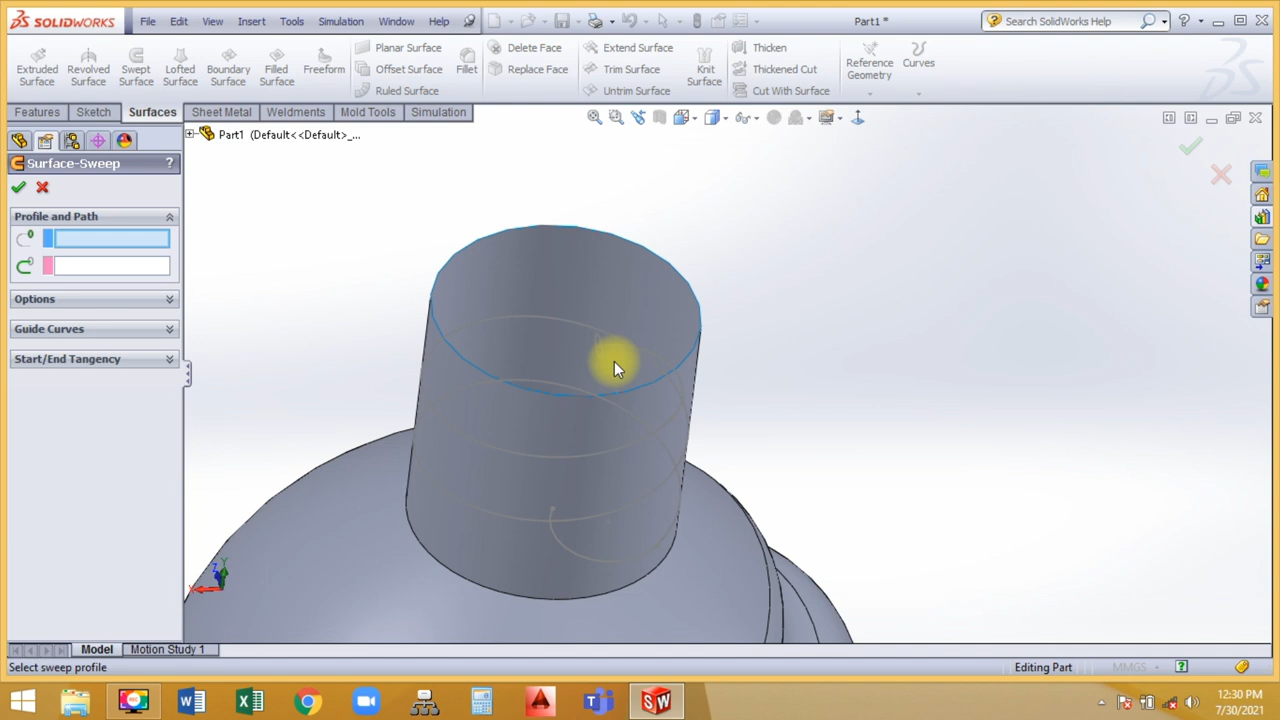 SOLIDWORKS File Edit View Insert Tools Simulation Window Help Part1 * Search SolidWorks Help
Extruded Surface Revolved Surface Swept Surface Lofted Surface Boundary Surface Filled Surface Freeform Planar Surface Offset Surface Ruled Surface Fillet Delete Face Replace Face Extend Surface Trim Surface Untrim Surface Knit Surface Thicken Thickened Cut Cut With Surface Reference Geometry Curves
Features Sketch Surfaces Sheet Metal Weldments Mold Tools Simulation
Part1 (Default<<Default>_...
Surface-Sweep ?
Profile and Path
Options
Guide Curves
Start/End Tangency
Model Motion Study 1
Select sweep profile Editing Part MMGS
12:30 PM
7/30/2021